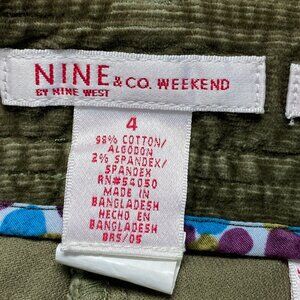 NINE & CO. WEEKEND
BY NINE WEST
4
98% COTTON/
ALGODON
2% SPANDEX/
SPANDEX
RN#54050
MADE IN
BANGLADESH
HECHO EN
BANGLADESH
BRS/05